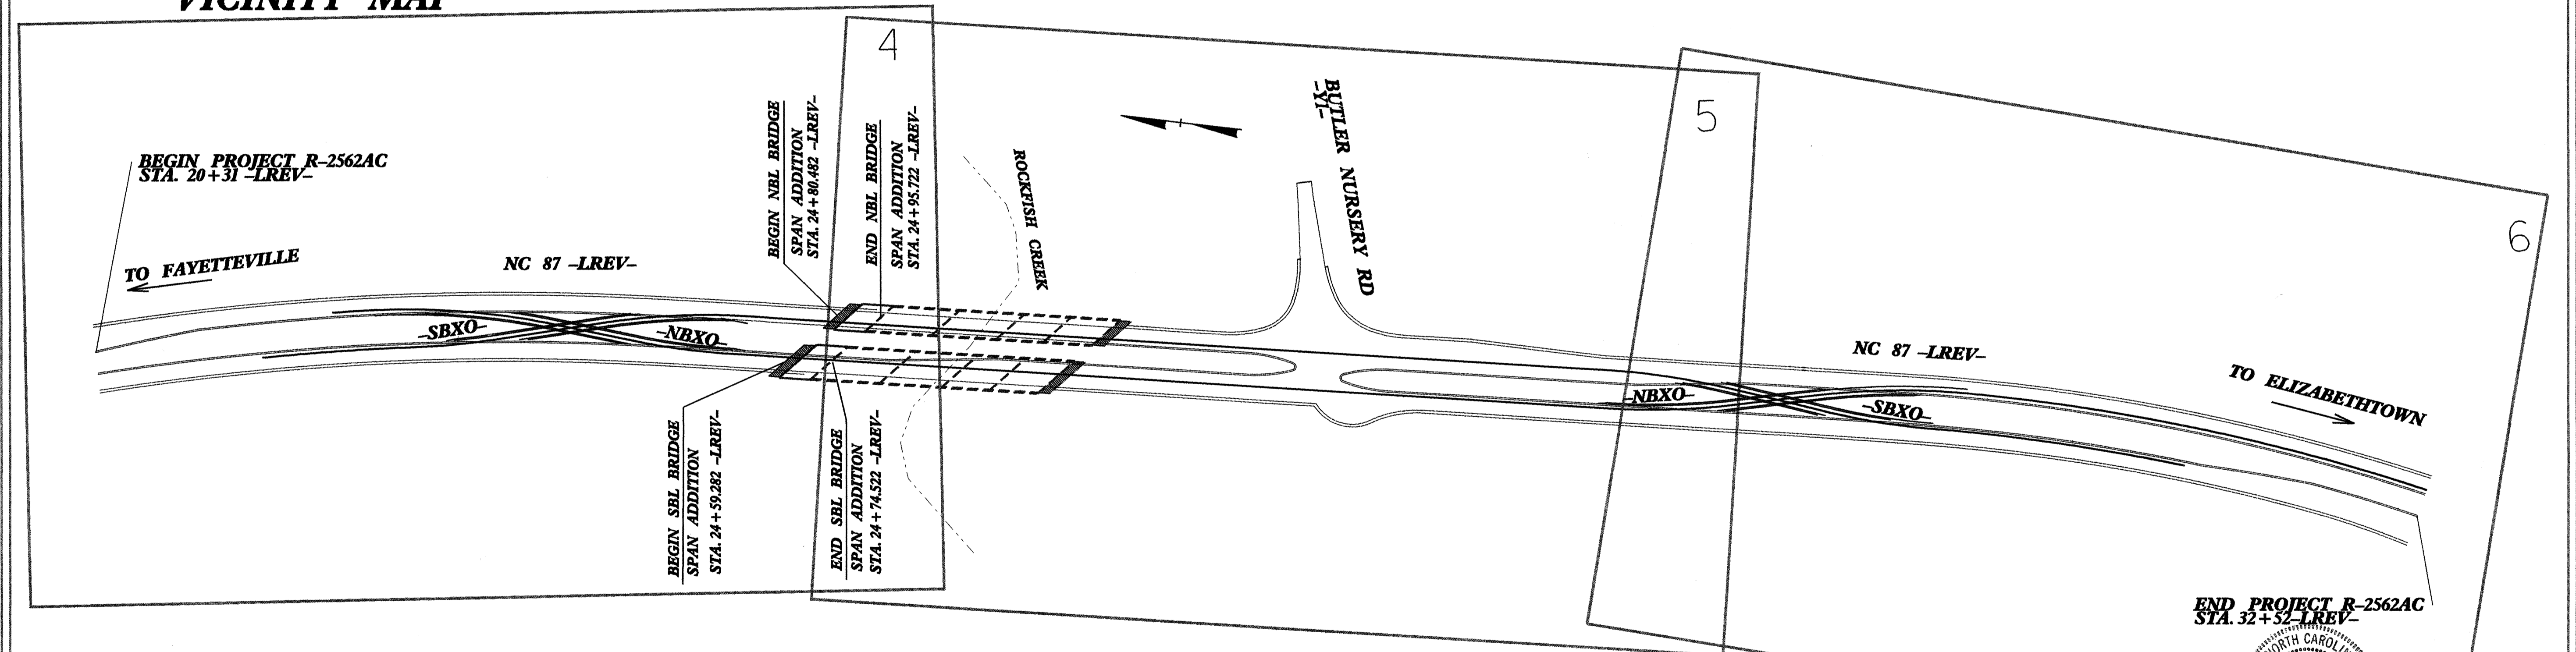 VICINITY MAP
4
5
6
BEGIN PROJECT R-2562AC
STA. 20+31 -LREV-
TO FAYETTEVILLE
NC 87 -LREV-
-SBXO-
-NBXO-
BEGIN NBL BRIDGE
SPAN ADDITION
STA. 24+80.482 -LREV-
END NBL BRIDGE
SPAN ADDITION
STA. 24+95.722 -LREV-
ROCKFISH CREEK
BUTLER NURSERY RD
-Y1-
BEGIN SBL BRIDGE
SPAN ADDITION
STA. 24+59.282 -LREV-
END SBL BRIDGE
SPAN ADDITION
STA. 24+74.522 -LREV-
NC 87 -LREV-
-NBXO-
-SBXO-
TO ELIZABETHTOWN
END PROJECT R-2562AC
STA. 32+52-LREV-
NORTH CAROLIN